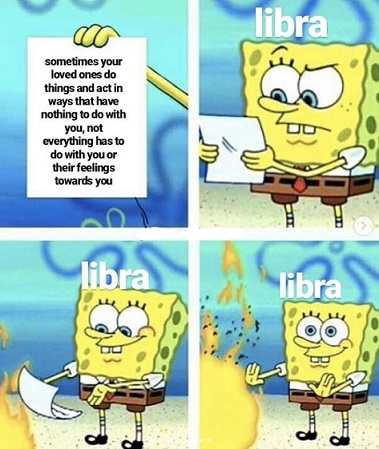 sometimes your
loved ones do
things and act in
ways that have
nothing to do with
you, not
everything has to
do with you or
their feelings
towards you
libra
libra
libra